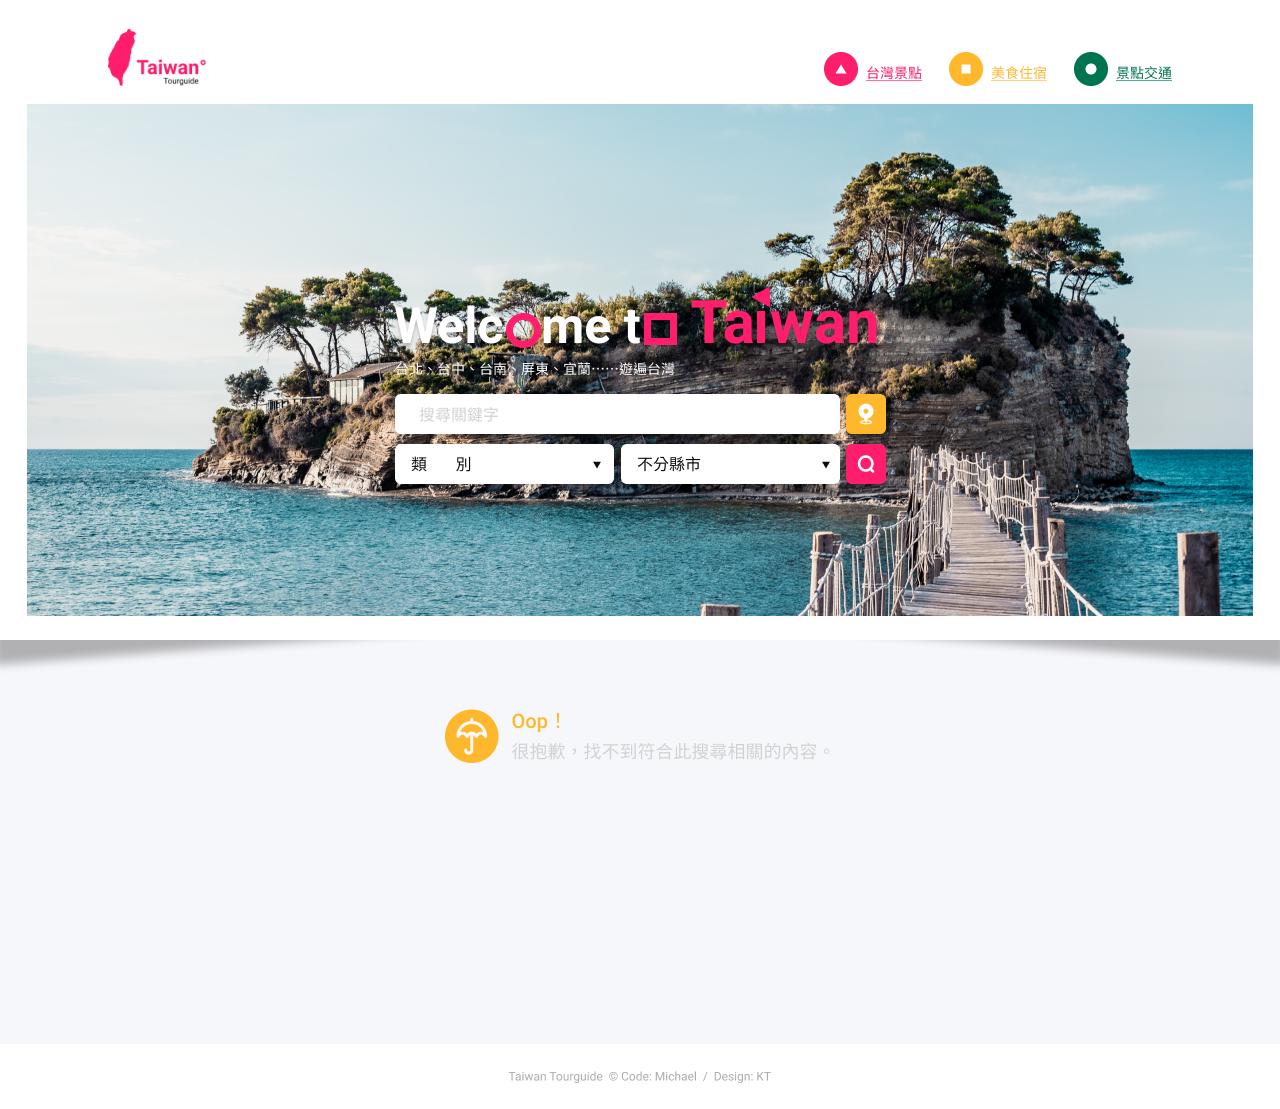 Taiwan°
Tourguide
台灣景點
美食住宿
景點交通
Welcome to Taiwan
台北、台中、台南、屏東、宜蘭⋯⋯遊遍台灣
搜尋關鍵字
類 別
不分縣市
Oop！
很抱歉，找不到符合此搜尋相關的內容。
Taiwan Tourguide © Code: Michael / Design: KT